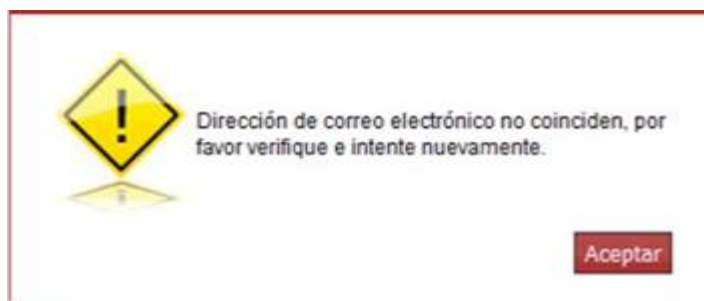 Dirección de correo electrónico no coinciden, por
favor verifique e intente nuevamente.
Aceptar